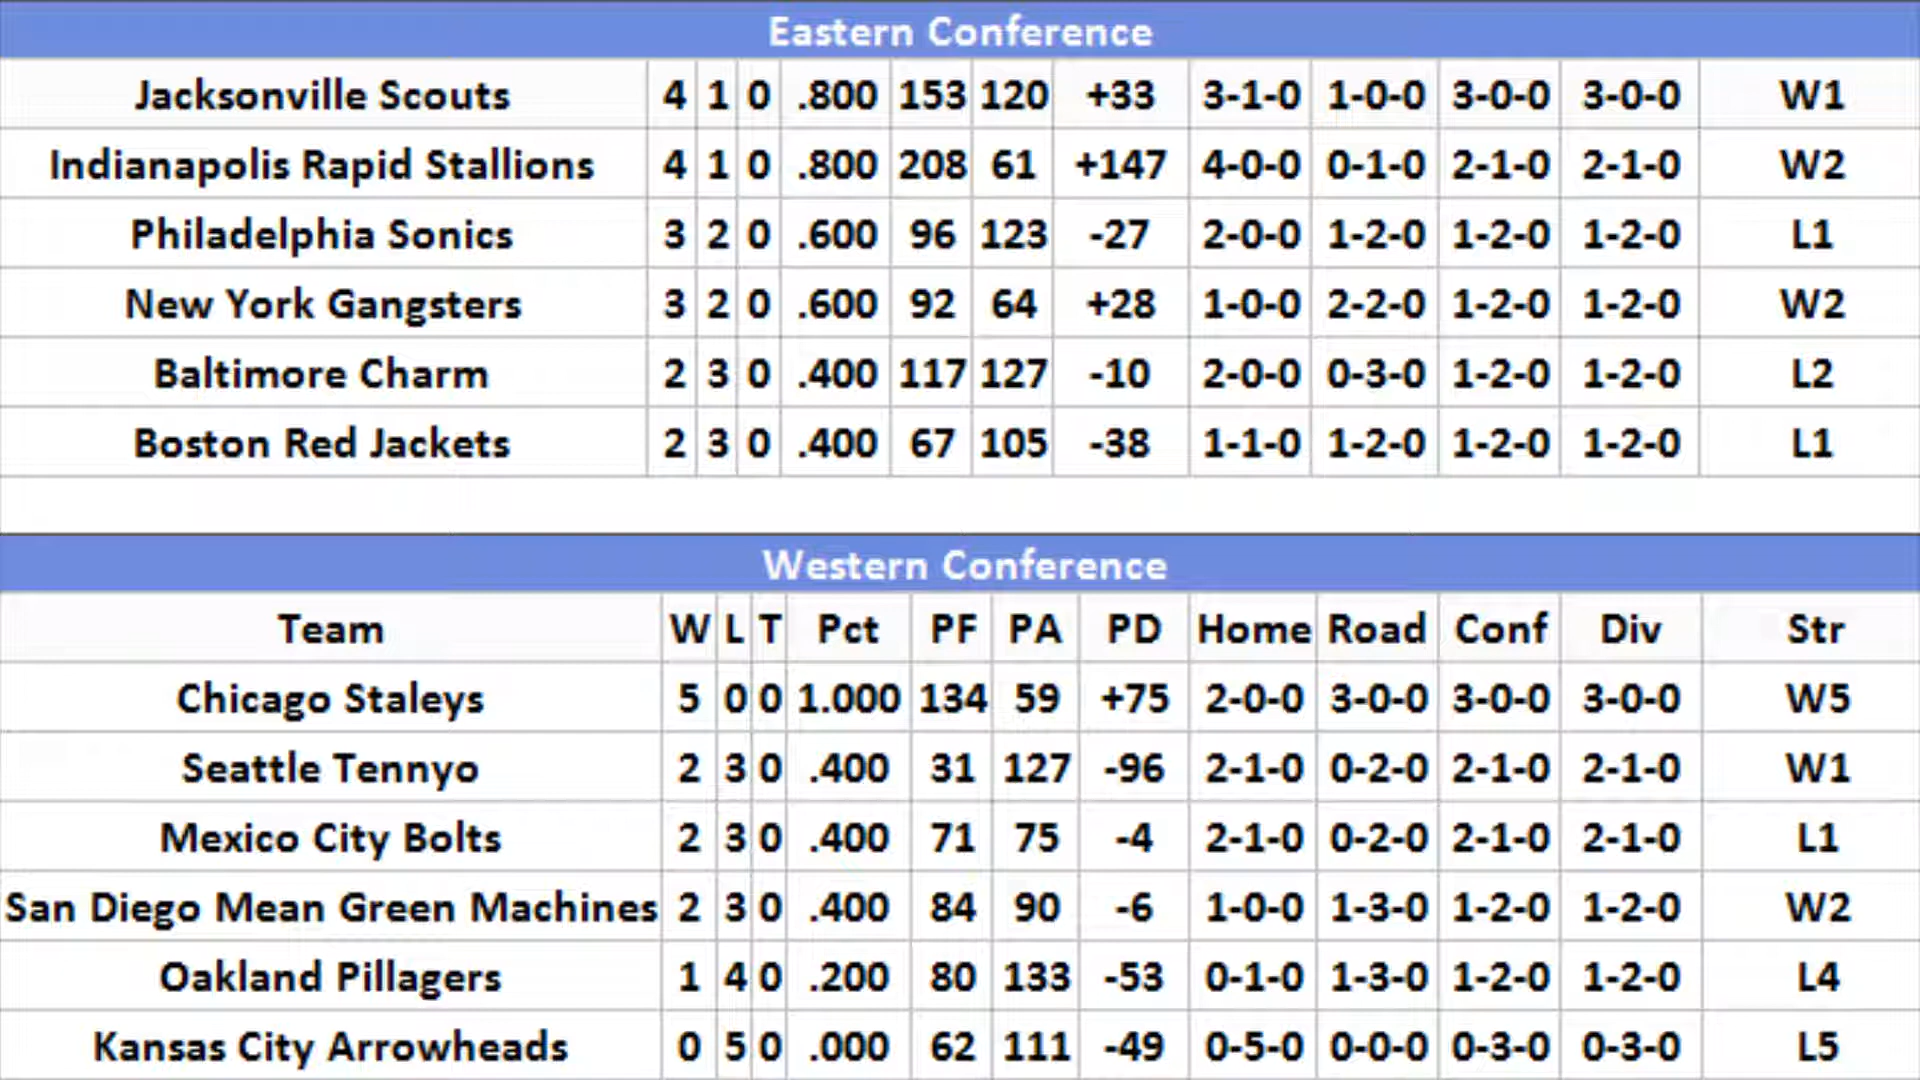 Eastern Conference
Jacksonville Scouts 4 1 0 .800 153 120 +33 3-1-0 1-0-0 3-0-0 3-0-0 W1
Indianapolis Rapid Stallions 4 1 0 .800 208 61 +147 4-0-0 0-1-0 2-1-0 2-1-0 W2
Philadelphia Sonics 3 2 0 .600 96 123 -27 2-0-0 1-2-0 1-2-0 1-2-0 L1
New York Gangsters 3 2 0 .600 92 64 +28 1-0-0 2-2-0 1-2-0 1-2-0 W2
Baltimore Charm 2 3 0 .400 117 127 -10 2-0-0 0-3-0 1-2-0 1-2-0 L2
Boston Red Jackets 2 3 0 .400 67 105 -38 1-1-0 1-2-0 1-2-0 1-2-0 L1
Western Conference
Team W L T Pct PF PA PD Home Road Conf Div Str
Chicago Staleys 5 0 0 1.000 134 59 +75 2-0-0 3-0-0 3-0-0 3-0-0 W5
Seattle Tennyo 2 3 0 .400 31 127 -96 2-1-0 0-2-0 2-1-0 2-1-0 W1
Mexico City Bolts 2 3 0 .400 71 75 -4 2-1-0 0-2-0 2-1-0 2-1-0 L1
San Diego Mean Green Machines 2 3 0 .400 84 90 -6 1-0-0 1-3-0 1-2-0 1-2-0 W2
Oakland Pillagers 1 4 0 .200 80 133 -53 0-1-0 1-3-0 1-2-0 1-2-0 L4
Kansas City Arrowheads 0 5 0 .000 62 111 -49 0-5-0 0-0-0 0-3-0 0-3-0 L5